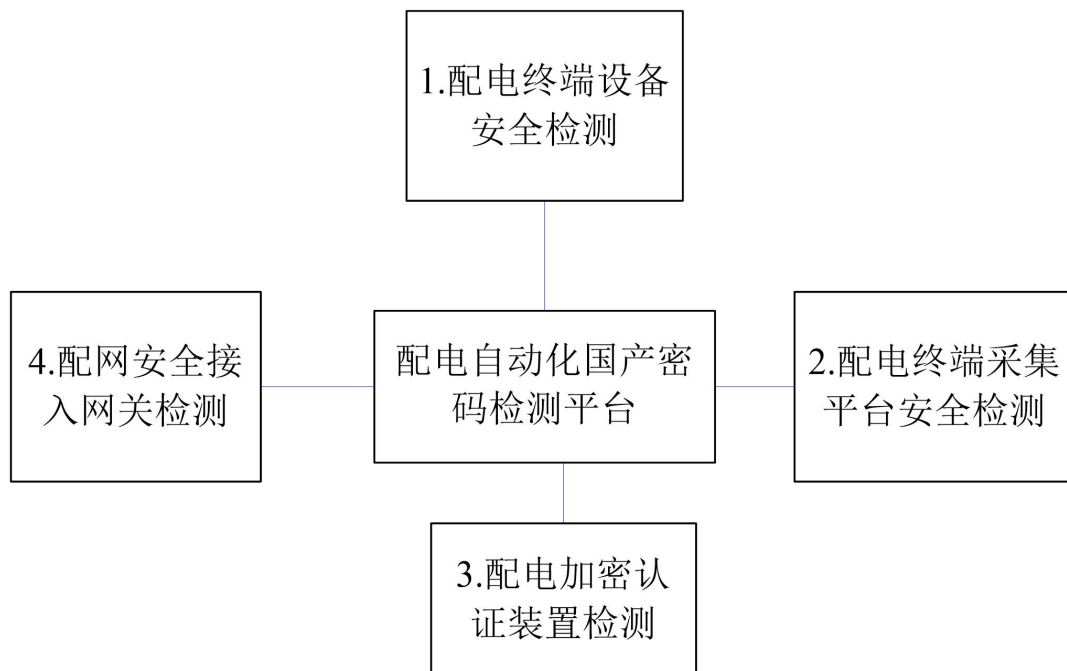 1.配电终端设备
安全检测
4.配网安全接
入网关检测
配电自动化国产密
码检测平台
2.配电终端采集
平台安全检测
3.配电加密认
证装置检测